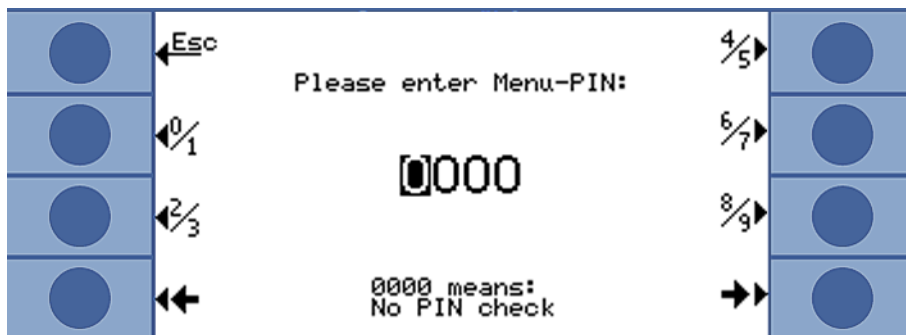 Esc
4/5
Please enter Menu-PIN:
0/1
6/7
0000
2/3
8/9
0000 means:
No PIN check